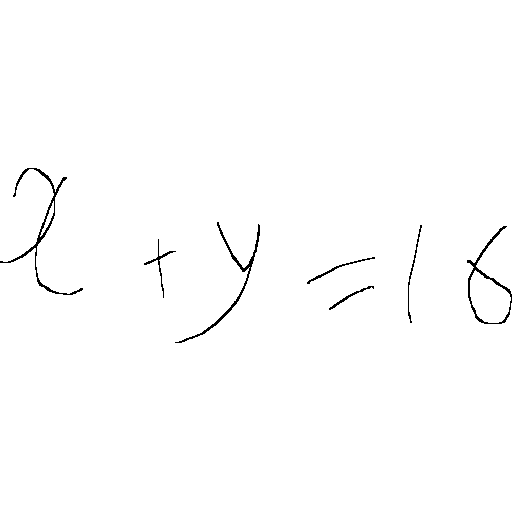 x + y = 16